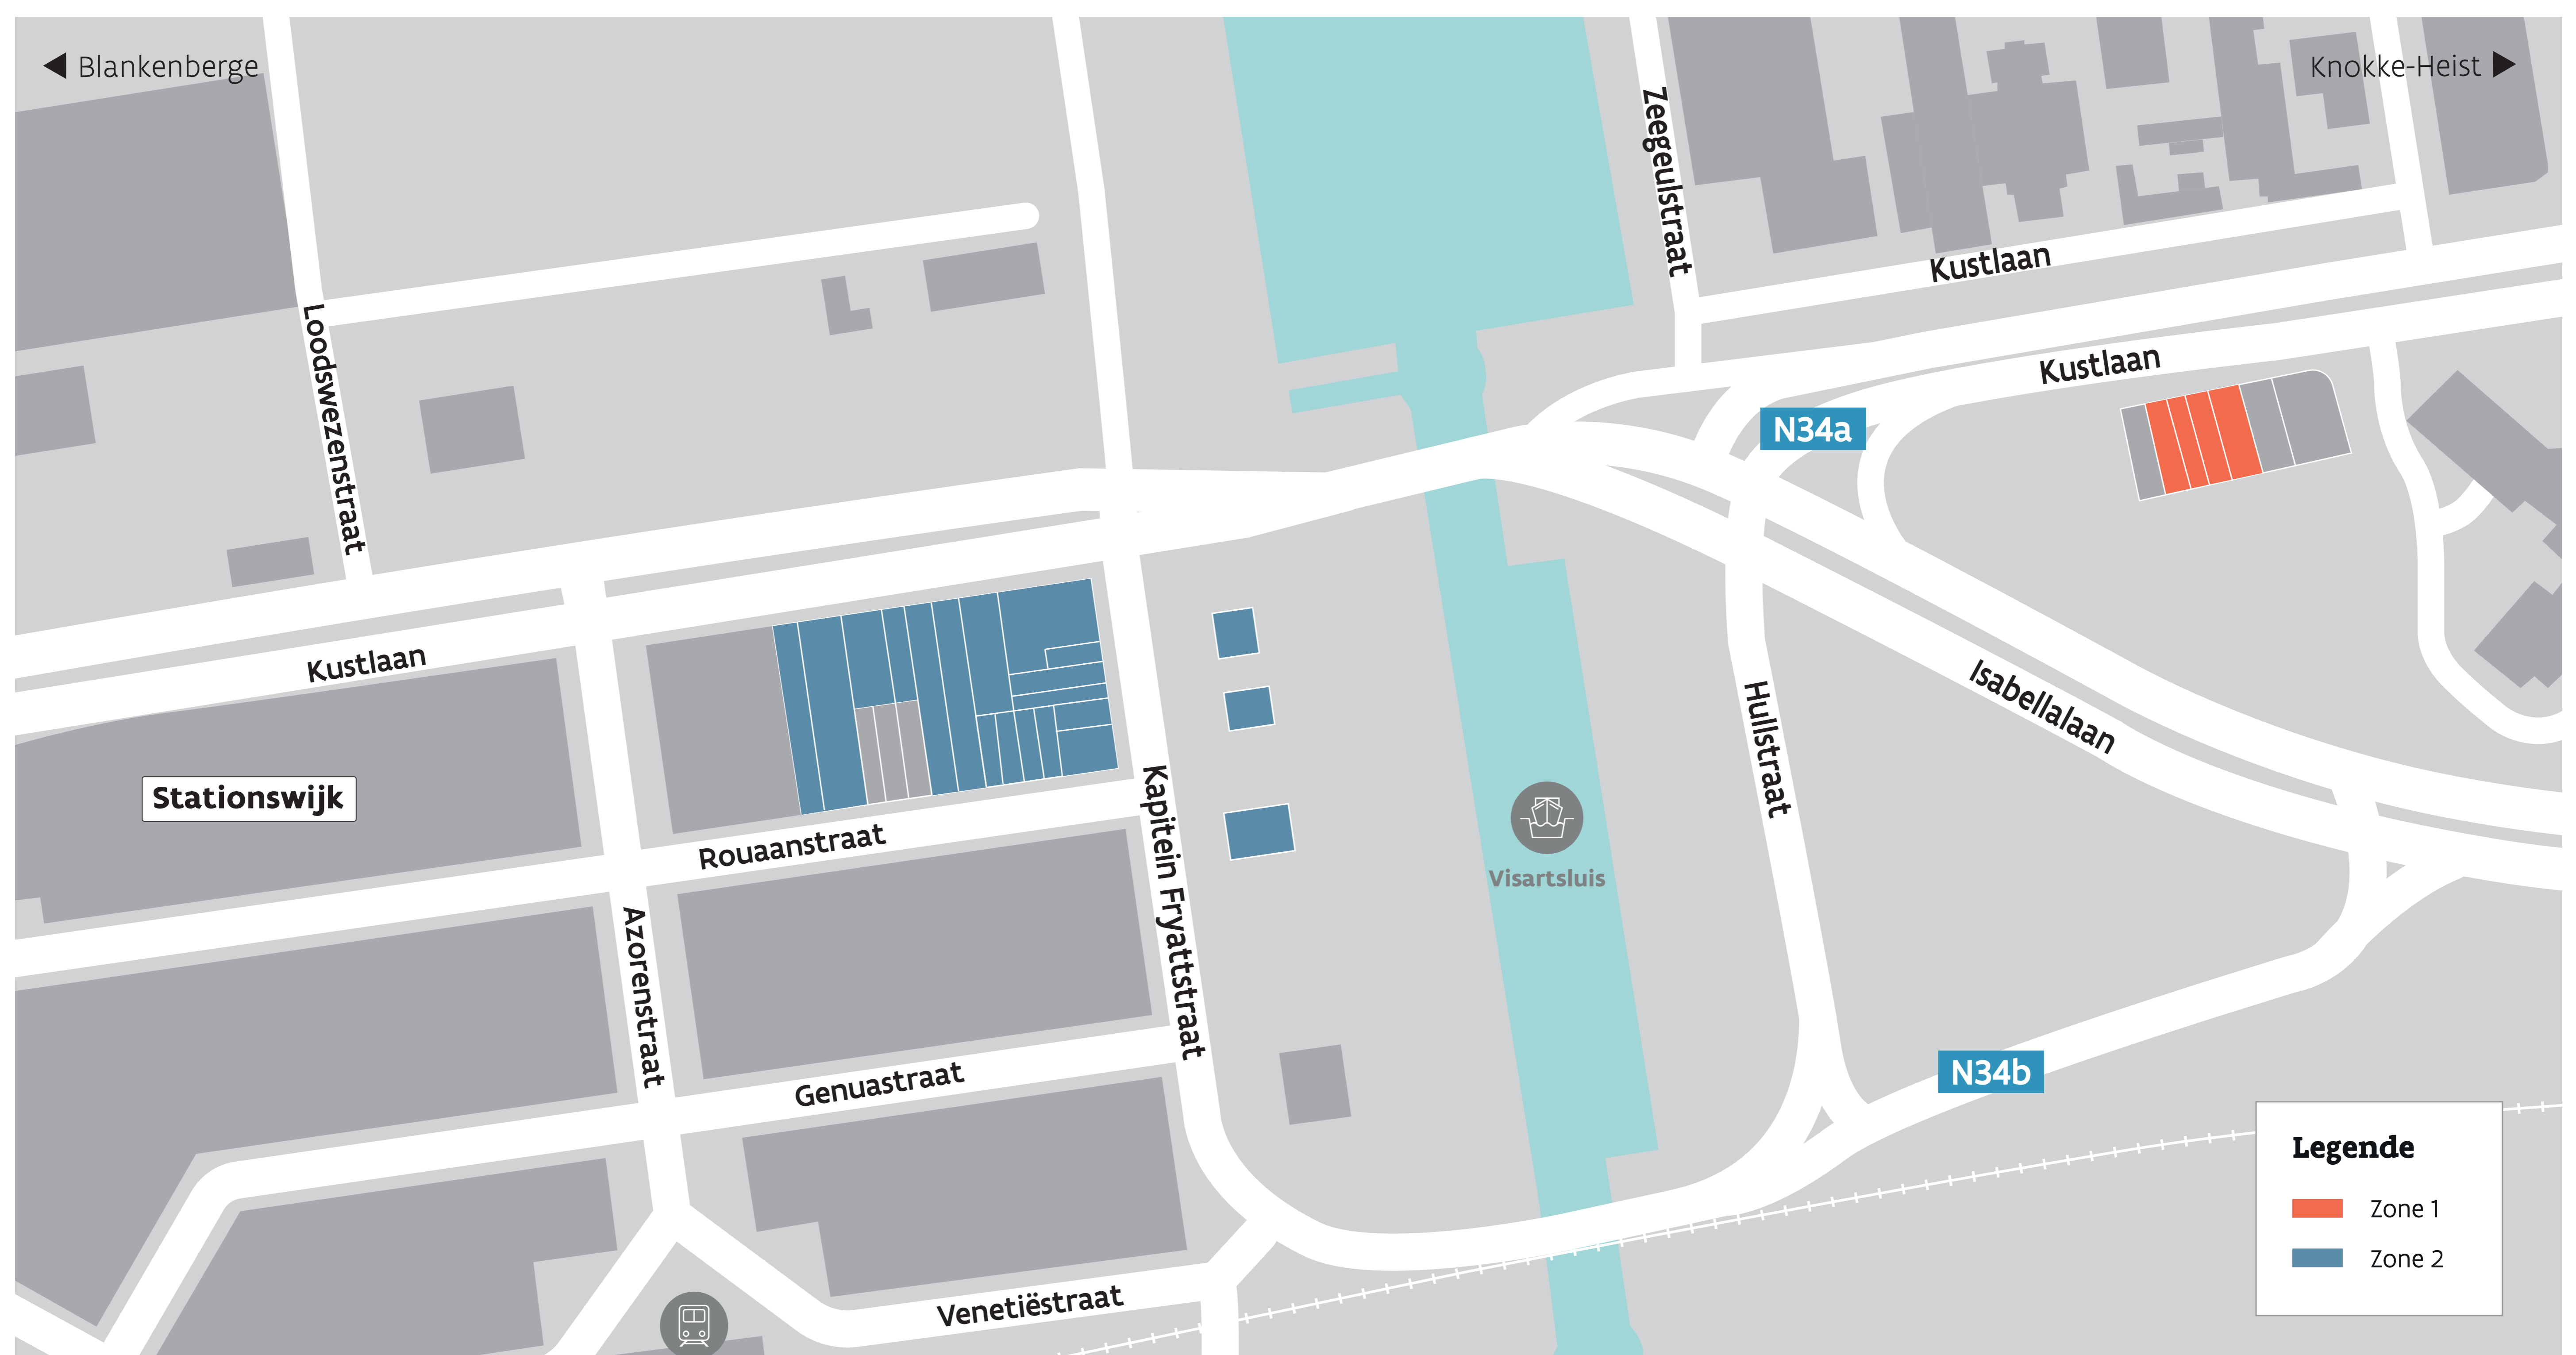 Blankenberge
Knokke-Heist
Zeegeulstraat
Kustlaan
Loodswezenstraat
Kustlaan
N34a
Kustlaan
Isabellalaan
Hullstraat
Stationswijk
Kapitein Fryattstraat
Rouaanstraat
Visartsluis
Azorenstraat
Genuastraat
N34b
Venetiëstraat
Legende
Zone 1
Zone 2